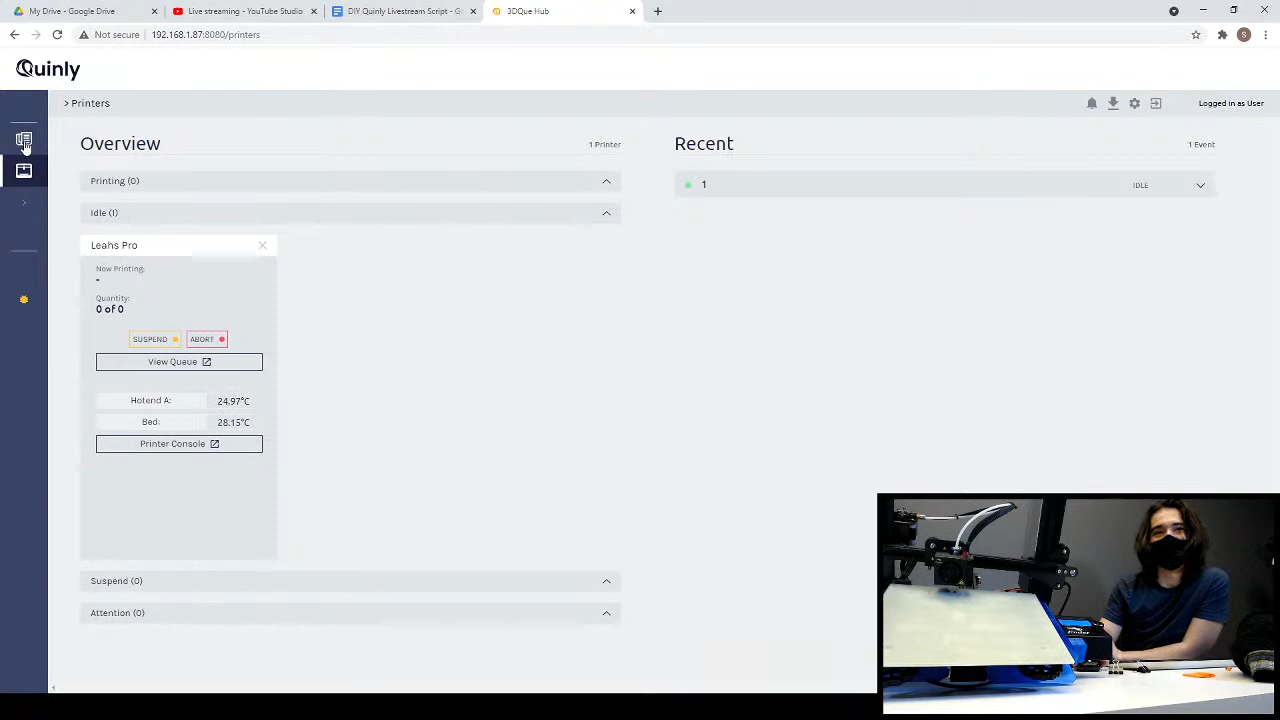 My Drive - Google Drive
Live streaming - YouTube Studio
DIY Quinly Livestream Script - Go
3DQue Hub
Not secure
192.168.1.87:8080/printers
S
Quinly
> Printers
Logged in as User
Overview
1 Printer
Recent
1 Event
Printing (0)
1
IDLE
Idle (1)
Leahs Pro
Now Printing:
-
Quantity:
0 of 0
SUSPEND
ABORT
View Queue
Hotend A:
24.97°C
Bed:
28.15°C
Printer Console
Suspend (0)
Attention (0)
Ender